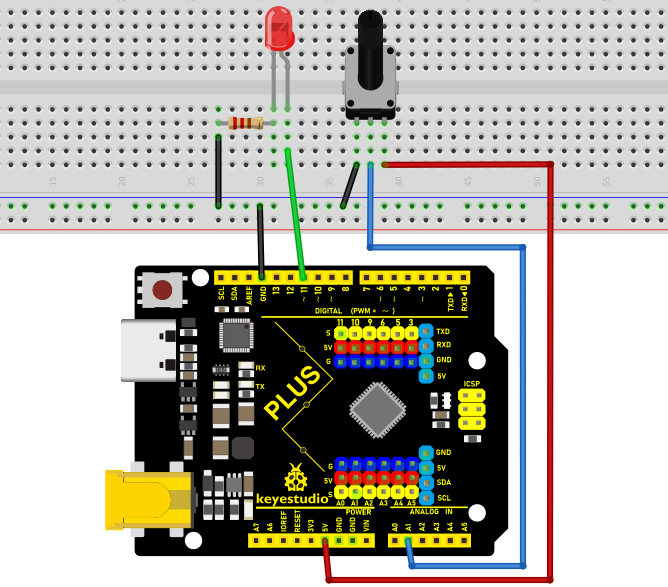 15 20 25 30 35 40 45 50 55
SCL SDA AREF GND 13 12 ~11 ~10 ~9 8 7 ~6 ~5 4 ~3 2 TXD▶1 RXD◀0
DIGITAL (PWM = ~)
11 10 9 6 5 3
S
5V
G
TXD
RXD
GND
5V
RX
TX
PLUS
ICSP
G
5V
S
GND
5V
SDA
SCL
keyestudio
A0 A1 A2 A3 A4 A5
POWER
ANALOG IN
A7 A6 IOREF RESET 3V3 5V GND GND VIN A0 A1 A2 A3 A4 A5